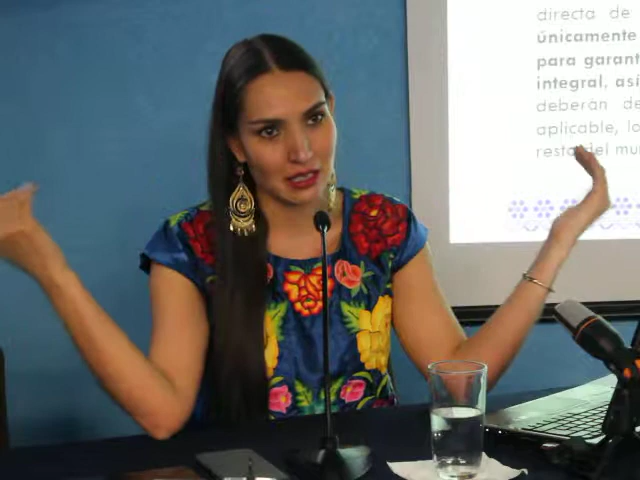 directa de
únicamente
para garant
integral, así
deberán de
aplicable, lo
resto del mu